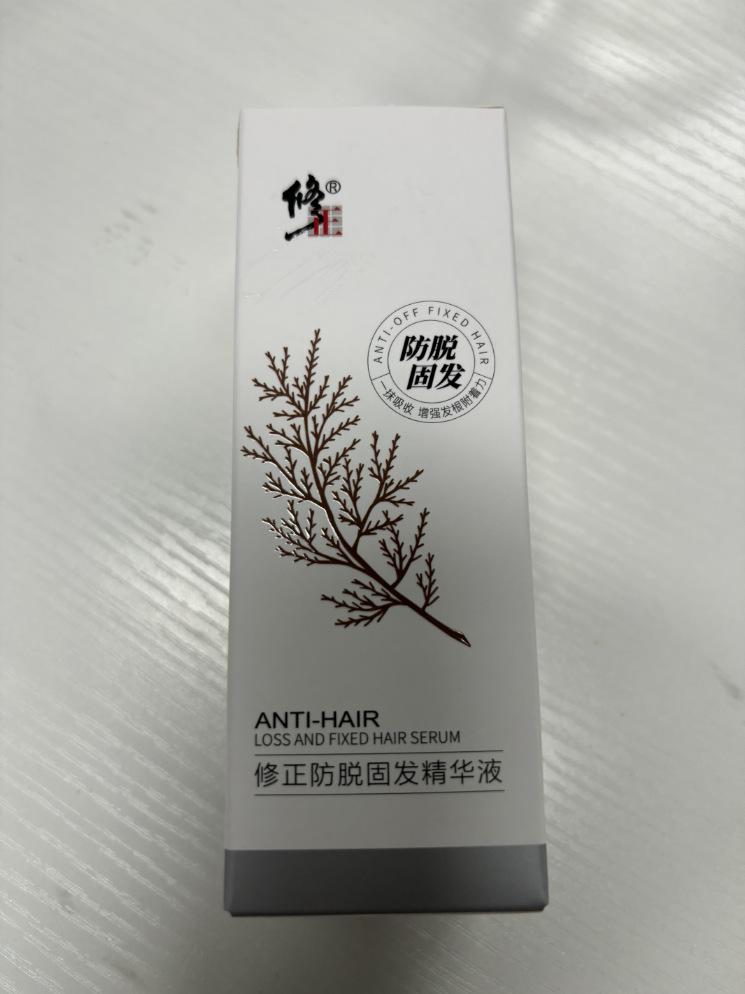 修正®
ANTI-OFF FIXED HAIR
防脱
固发
一抹吸收 增强发根附着力
ANTI-HAIR
LOSS AND FIXED HAIR SERUM
修正防脱固发精华液